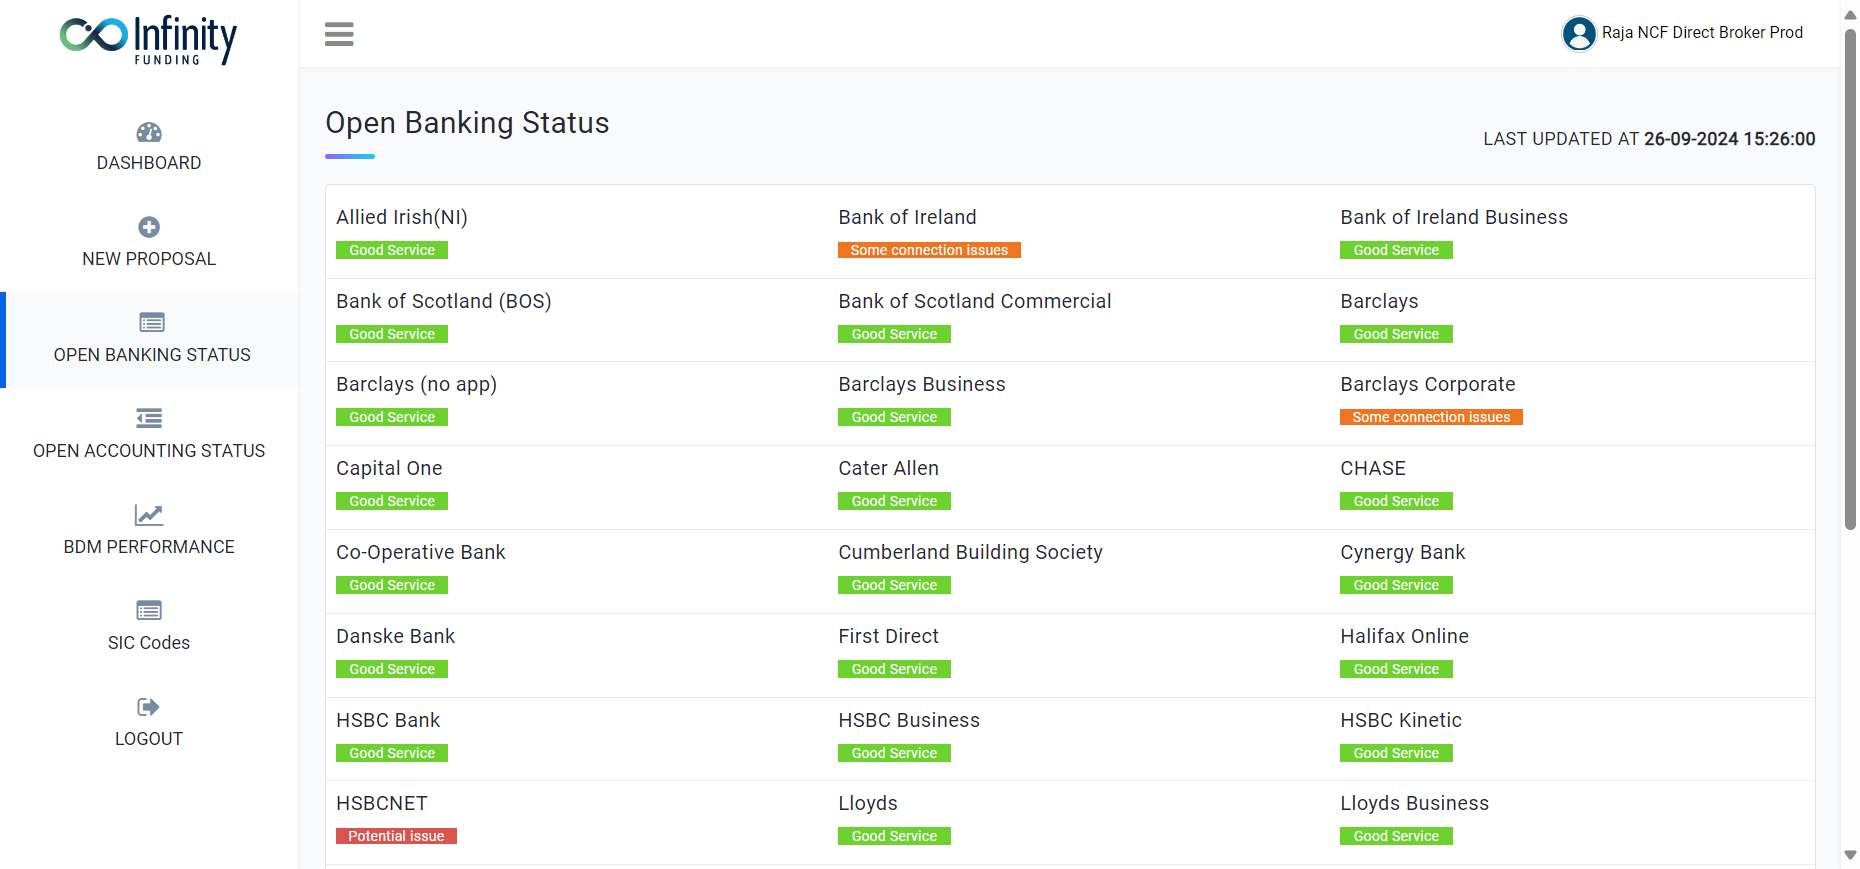 Infinity
FUNDING
Raja NCF Direct Broker Prod
DASHBOARD
NEW PROPOSAL
OPEN BANKING STATUS
OPEN ACCOUNTING STATUS
BDM PERFORMANCE
SIC Codes
LOGOUT
Open Banking Status
LAST UPDATED AT 26-09-2024 15:26:00
Allied Irish(NI) Bank of Ireland Bank of Ireland Business
Good Service Some connection issues Good Service
Bank of Scotland (BOS) Bank of Scotland Commercial Barclays
Good Service Good Service Good Service
Barclays (no app) Barclays Business Barclays Corporate
Good Service Good Service Some connection issues
Capital One Cater Allen CHASE
Good Service Good Service Good Service
Co-Operative Bank Cumberland Building Society Cynergy Bank
Good Service Good Service Good Service
Danske Bank First Direct Halifax Online
Good Service Good Service Good Service
HSBC Bank HSBC Business HSBC Kinetic
Good Service Good Service Good Service
HSBCNET Lloyds Lloyds Business
Potential issue Good Service Good Service